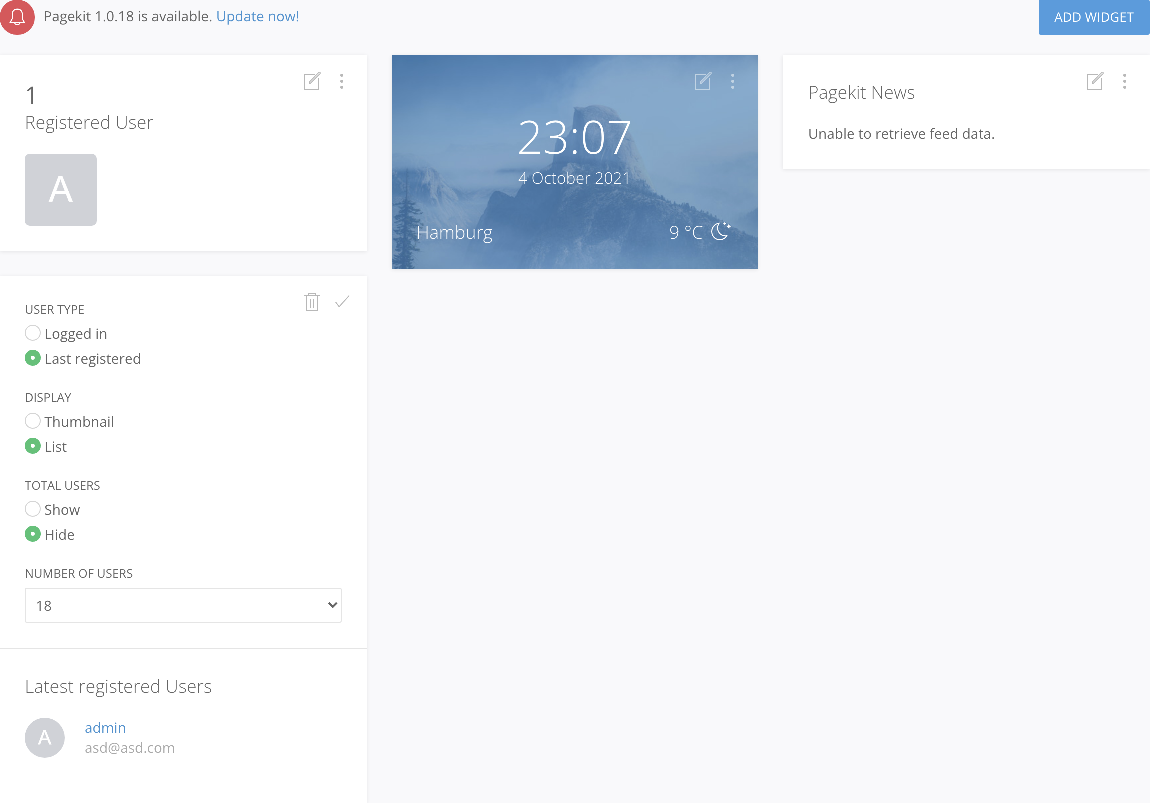 Pagekit 1.0.18 is available. Update now!
ADD WIDGET
1
Registered User
A
USER TYPE
Logged in
Last registered
DISPLAY
Thumbnail
List
TOTAL USERS
Show
Hide
NUMBER OF USERS
18
Latest registered Users
A
admin
asd@asd.com
23:07
4 October 2021
Hamburg
9 °C
Pagekit News
Unable to retrieve feed data.